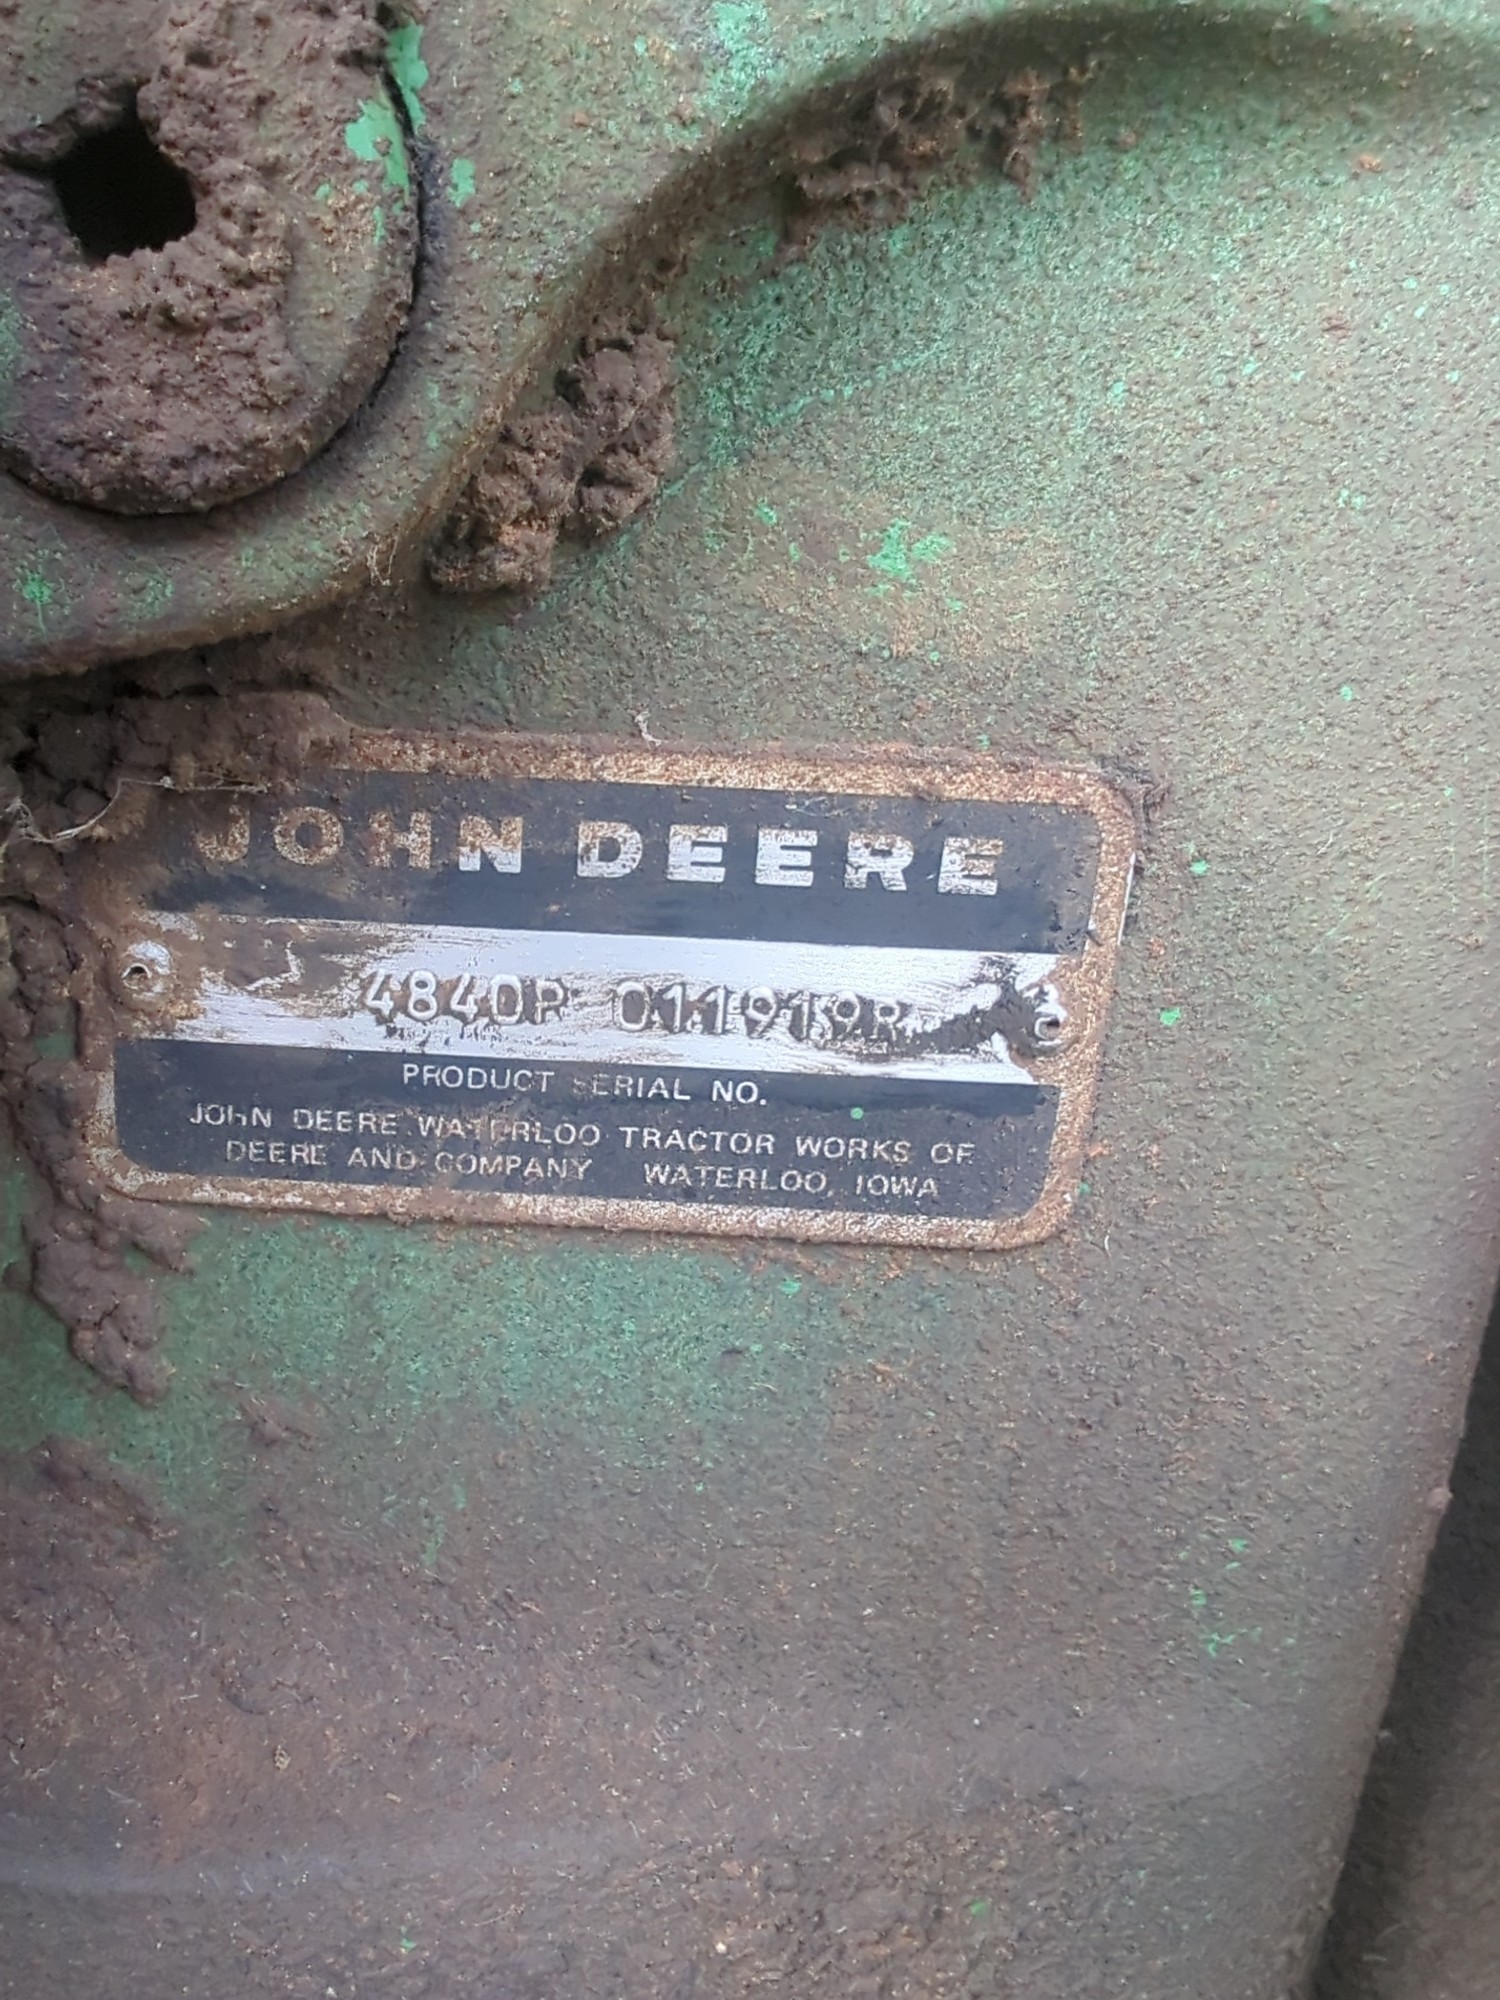 JOHN DEERE
4840P 011919R
PRODUCT SERIAL NO.
JOHN DEERE WATERLOO TRACTOR WORKS OF
DEERE AND COMPANY WATERLOO, IOWA